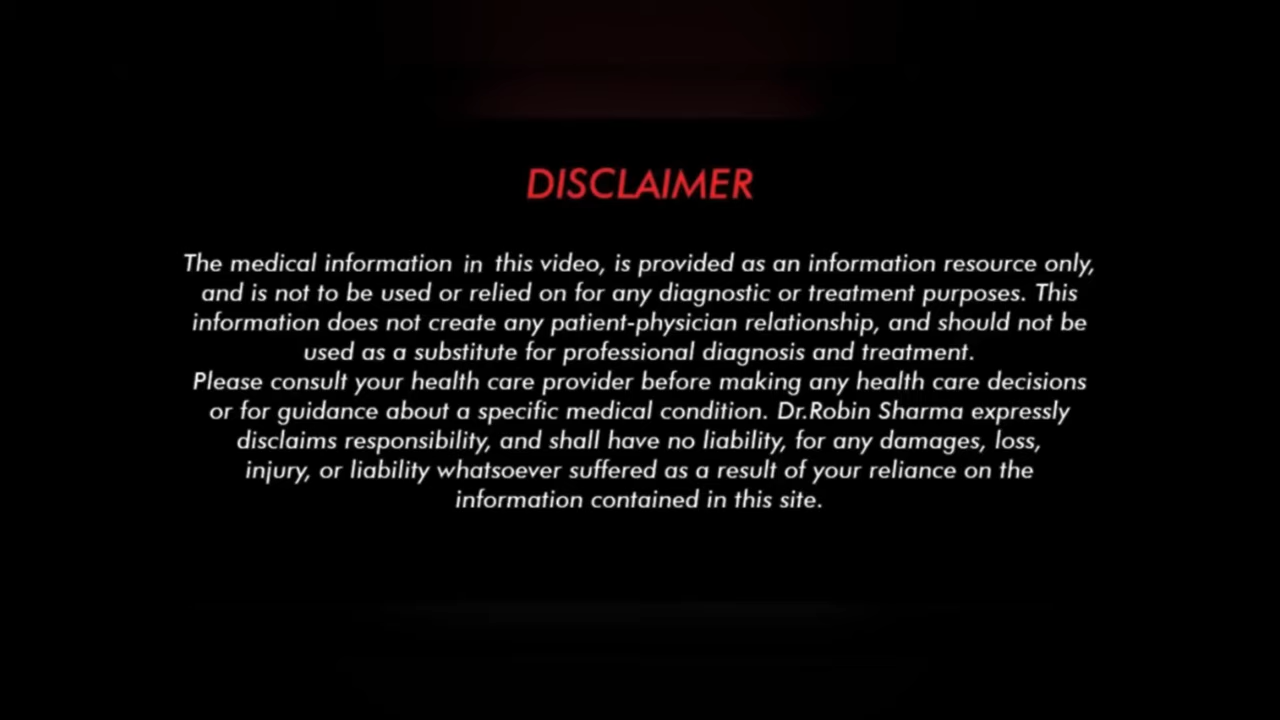 DISCLAIMER
The medical information in this video, is provided as an information resource only,
and is not to be used or relied on for any diagnostic or treatment purposes. This
information does not create any patient-physician relationship, and should not be
used as a substitute for professional diagnosis and treatment.
Please consult your health care provider before making any health care decisions
or for guidance about a specific medical condition. Dr.Robin Sharma expressly
disclaims responsibility, and shall have no liability, for any damages, loss,
injury, or liability whatsoever suffered as a result of your reliance on the
information contained in this site.